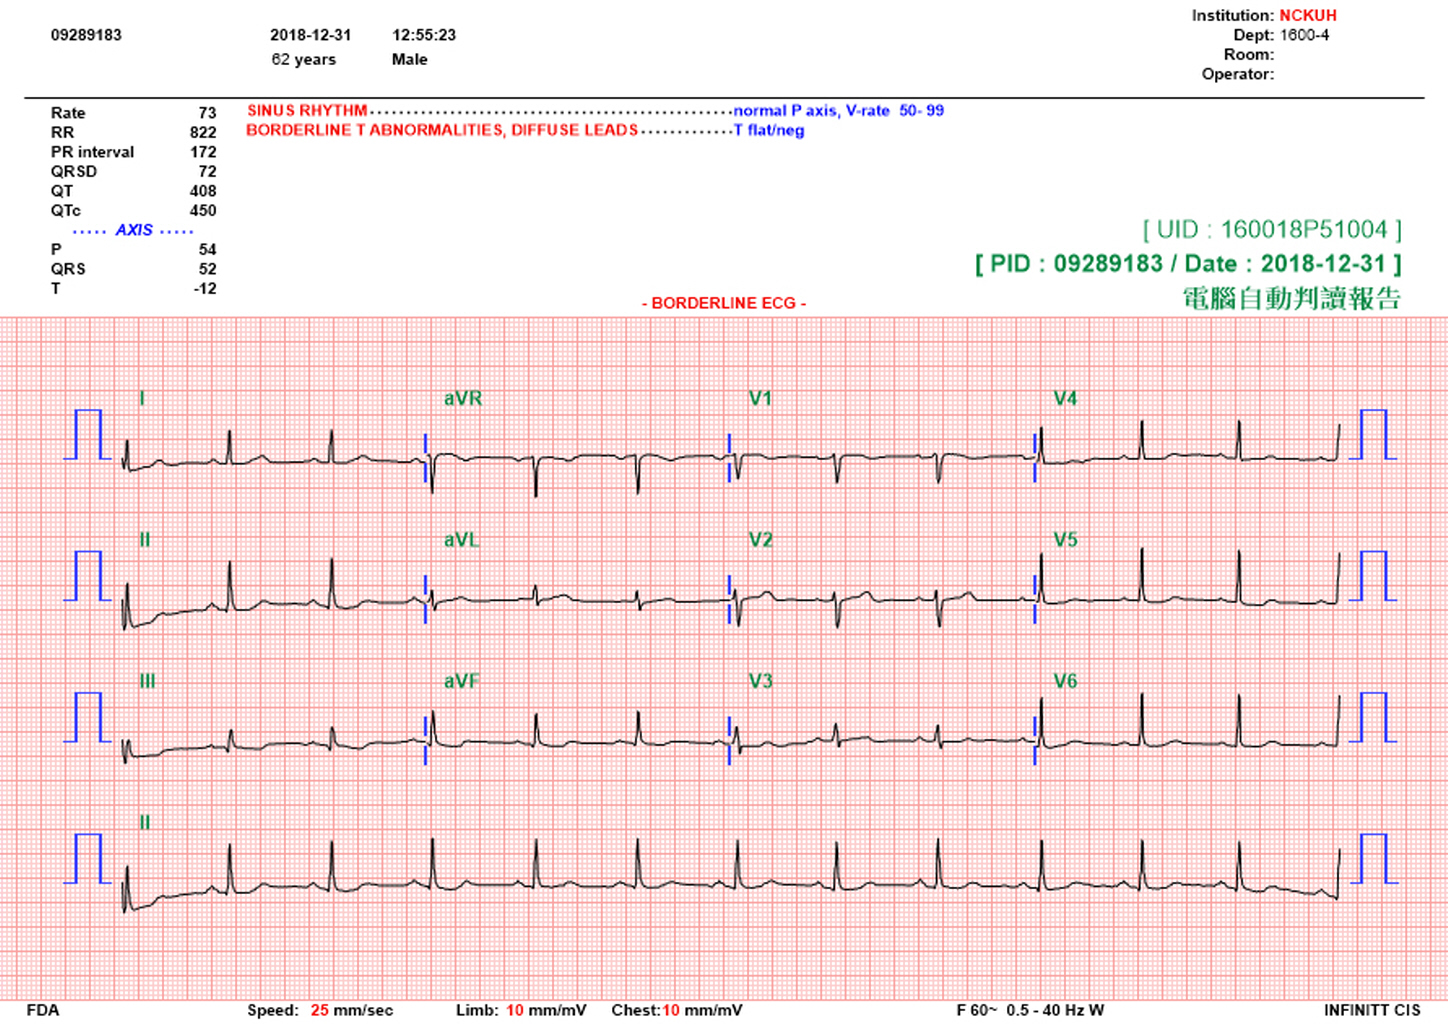 Institution: NCKUH
09289183 2018-12-31 12:55:23 Dept: 1600-4
62 years Male Room:
Operator:
Rate 73 SINUS RHYTHM normal P axis, V-rate 50- 99
RR 822 BORDERLINE T ABNORMALITIES, DIFFUSE LEADS T flat/neg
PR interval 172
QRSD 72
QT 408
QTc 450
····· AXIS ·····
P 54
QRS 52
T -12
[ UID : 160018P51004 ]
[ PID : 09289183 / Date : 2018-12-31 ]
電腦自動判讀報告
- BORDERLINE ECG -
I aVR V1 V4
II aVL V2 V5
III aVF V3 V6
II
FDA Speed: 25 mm/sec Limb: 10 mm/mV Chest:10 mm/mV F 60~ 0.5 - 40 Hz W INFINITT CIS